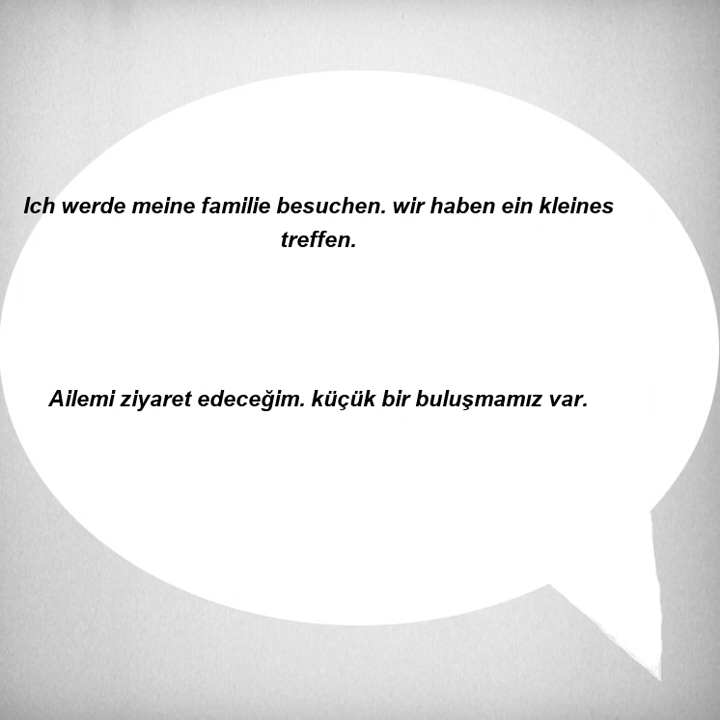 Ich werde meine familie besuchen. wir haben ein kleines
treffen.
Ailemi ziyaret edeceğim. küçük bir buluşmamız var.